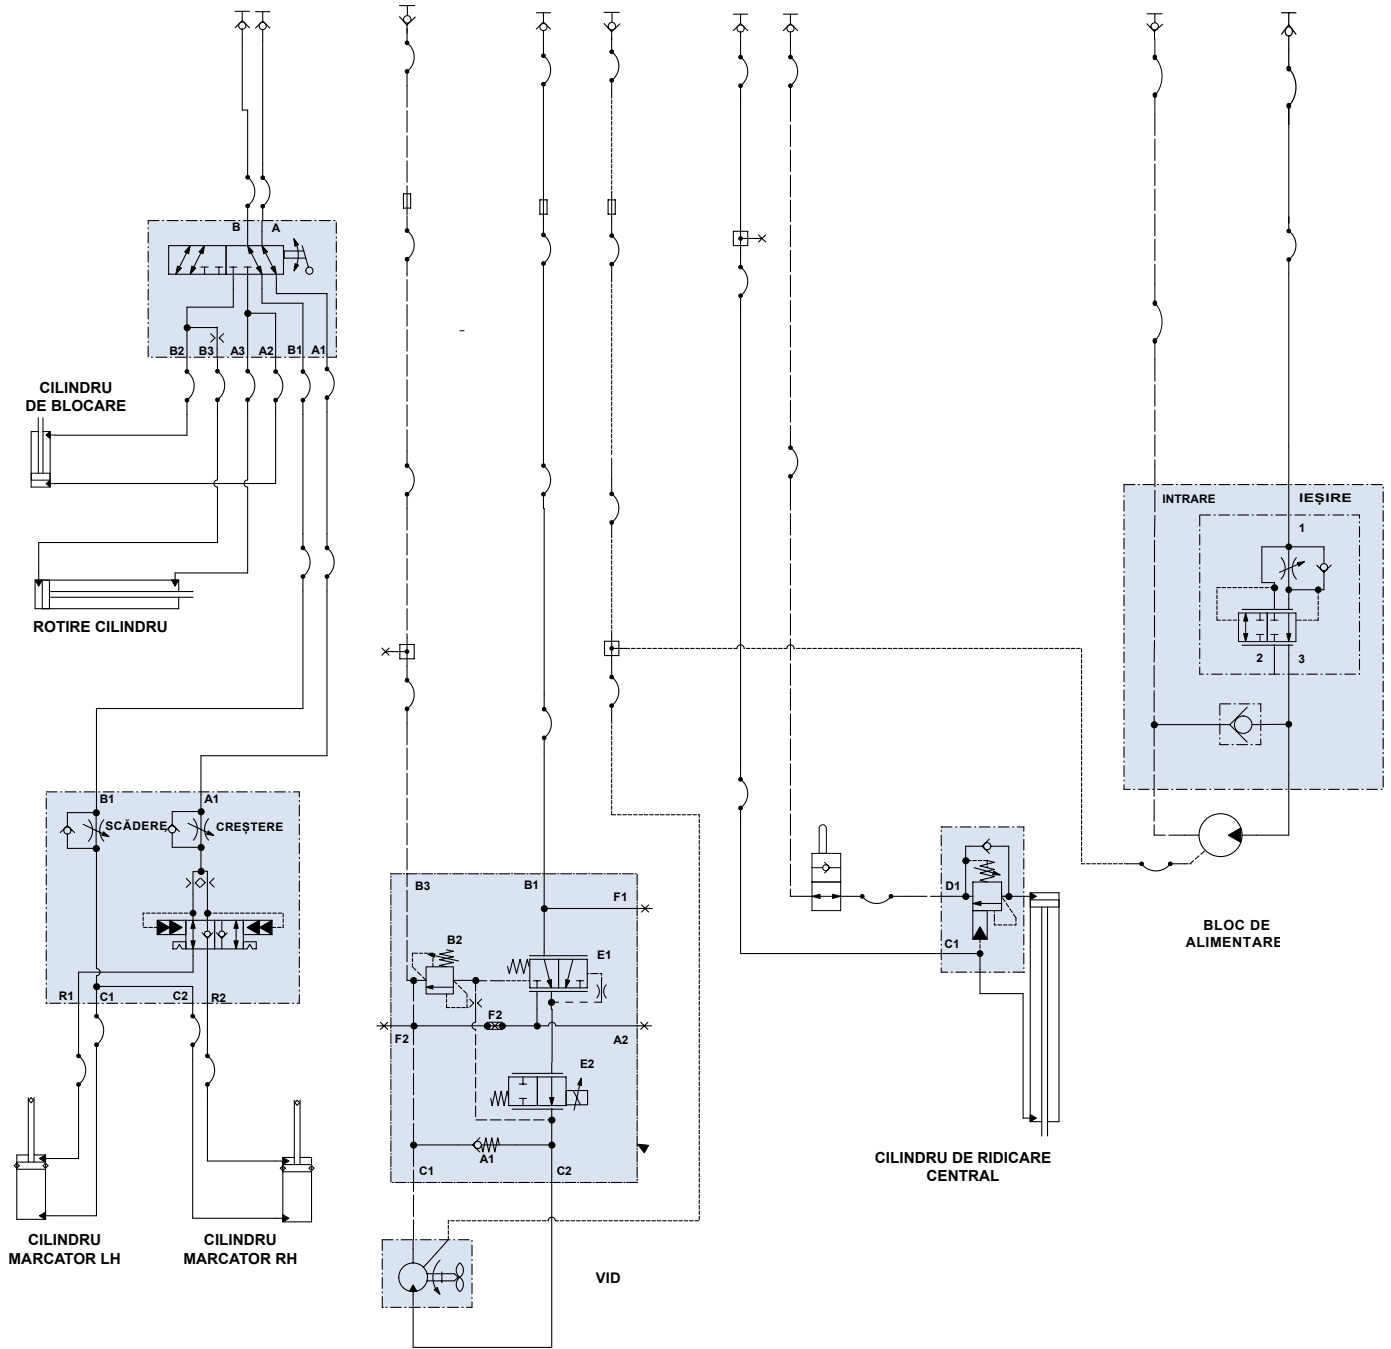 B A
B2 B3 A3 A2 B1 A1
CILINDRU
DE BLOCARE
ROTIRE CILINDRU
B1 A1
SCĂDERE CREȘTERE
R1 C1 C2 R2
CILINDRU
MARCATOR LH
CILINDRU
MARCATOR RH
B3 B1
F1
B2 E1
F2 F2 A2
E2
A1
C1 C2
VID
D1
C1
CILINDRU DE RIDICARE
CENTRAL
INTRARE IEȘIRE
1
2 3
BLOC DE
ALIMENTARE